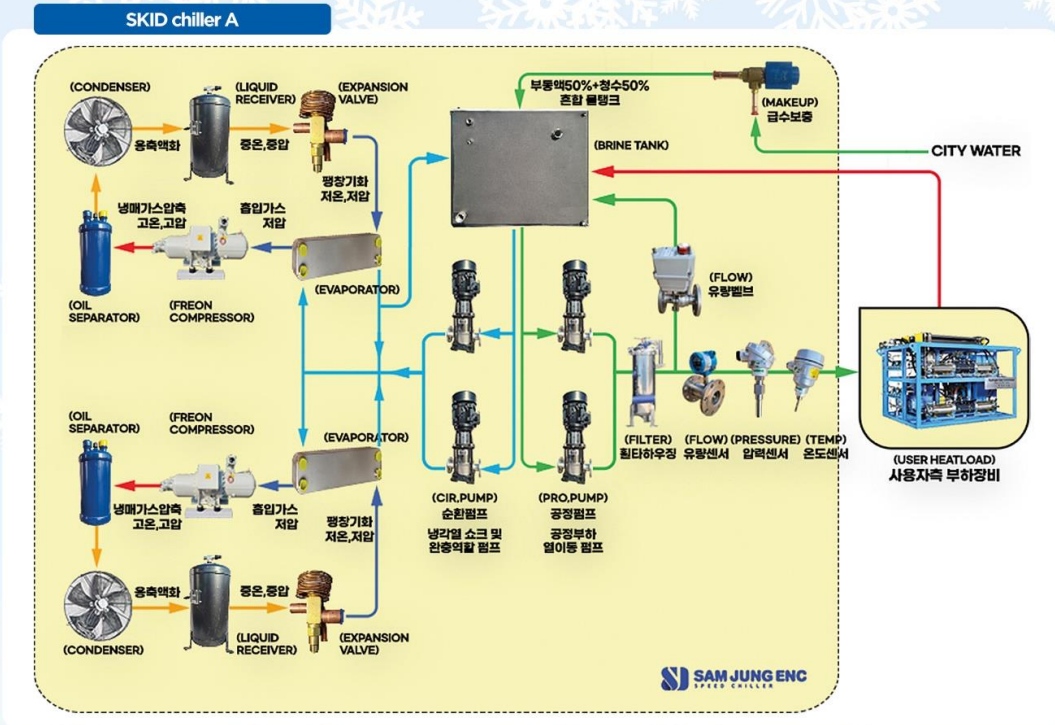 SKID chiller A
(CONDENSER)
(LIQUID
RECEIVER)
(EXPANSION
VALVE)
부동액50%+청수50%
혼합 물탱크
(MAKEUP)
급수보충
응축액화
중온,중압
(BRINE TANK)
CITY WATER
팽창기화
저온,저압
냉매가스압축
고온,고압
흡입가스
저압
(OIL
SEPARATOR)
(FREON
COMPRESSOR)
(EVAPORATOR)
(FLOW)
유량벨브
(OIL
SEPARATOR)
(FREON
COMPRESSOR)
(EVAPORATOR)
(FILTER)
휠타하우징
(FLOW)
유량센서
(PRESSURE)
압력센서
(TEMP)
온도센서
(USER HEATLOAD)
사용자측 부하장비
냉매가스압축
고온,고압
흡입가스
저압
팽창기화
저온,저압
(CIR,PUMP)
순환펌프
냉각열 쇼크 및
완충역할 펌프
(PRO,PUMP)
공정펌프
공정부하
열이동 펌프
응축액화
중온,중압
(CONDENSER)
(LIQUID
RECEIVER)
(EXPANSION
VALVE)
SAM JUNG ENC
SPEED CHILLER